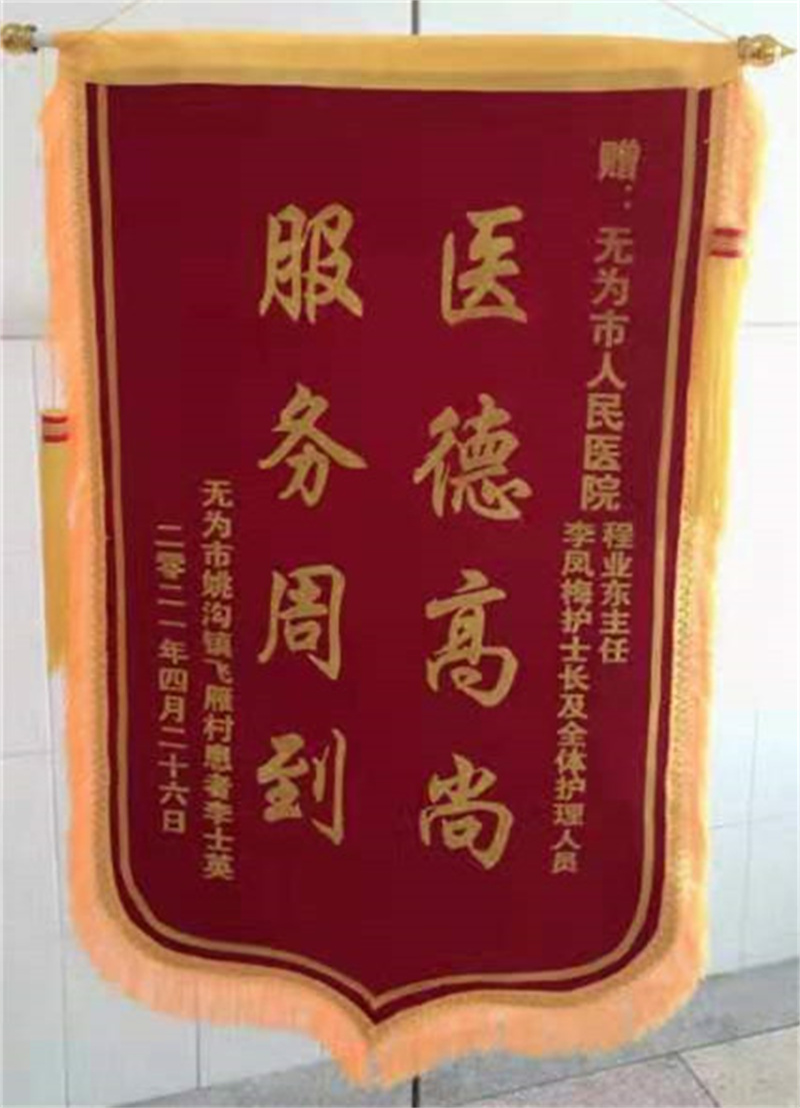 赠：无为市人民医院
程业东主任
李凤梅护士长及全体护理人员
医德高尚
服务周到
无为市姚沟镇飞雁村患者李士英
二零二一年四月二十六日